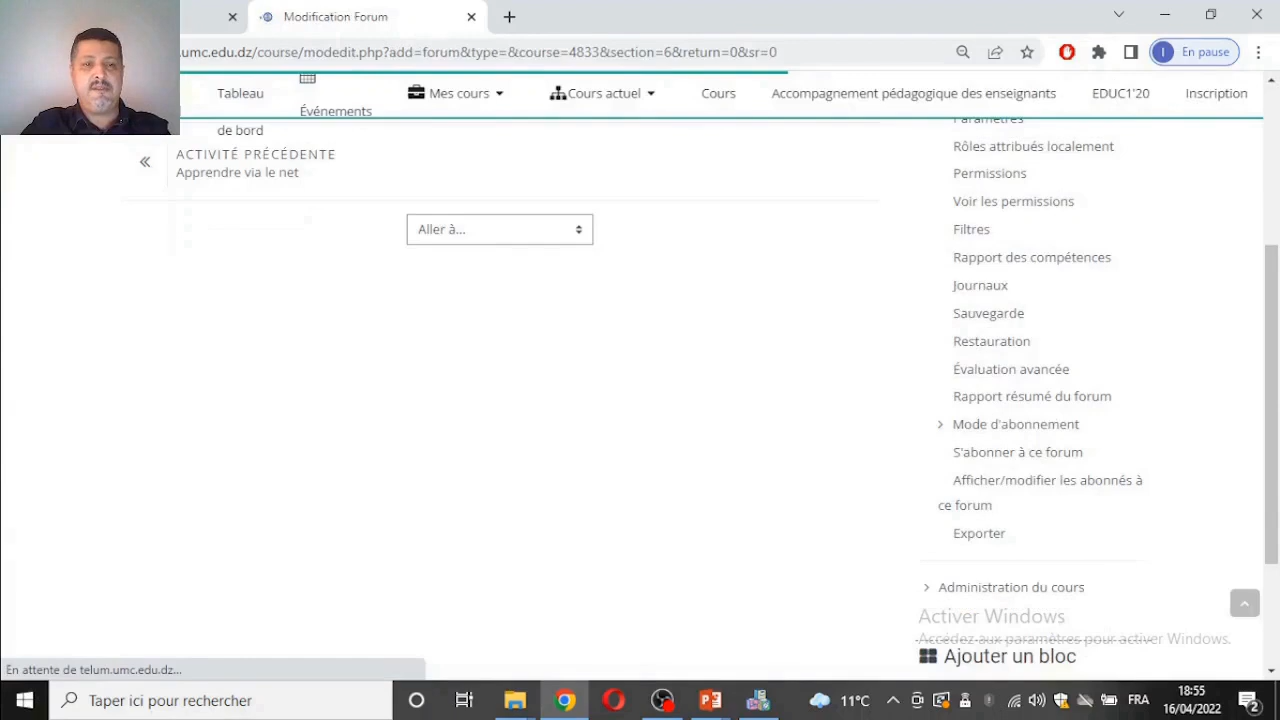 Modification Forum
.umc.edu.dz/course/modedit.php?add=forum&type=&course=4833&section=6&return=0&sr=0
I
En pause
Tableau
de bord
Événements
Mes cours
Cours actuel
Cours
Accompagnement pédagogique des enseignants
EDUC1'20
Inscription
ACTIVITÉ PRÉCÉDENTE
Apprendre via le net
Aller à...
Paramètres
Rôles attribués localement
Permissions
Voir les permissions
Filtres
Rapport des compétences
Journaux
Sauvegarde
Restauration
Évaluation avancée
Rapport résumé du forum
Mode d'abonnement
S'abonner à ce forum
Afficher/modifier les abonnés à
ce forum
Exporter
Administration du cours
Activer Windows
Accédez aux paramètres pour activer Windows.
Ajouter un bloc
En attente de telum.umc.edu.dz...
Taper ici pour rechercher
11°C
FRA
18:55
16/04/2022
2